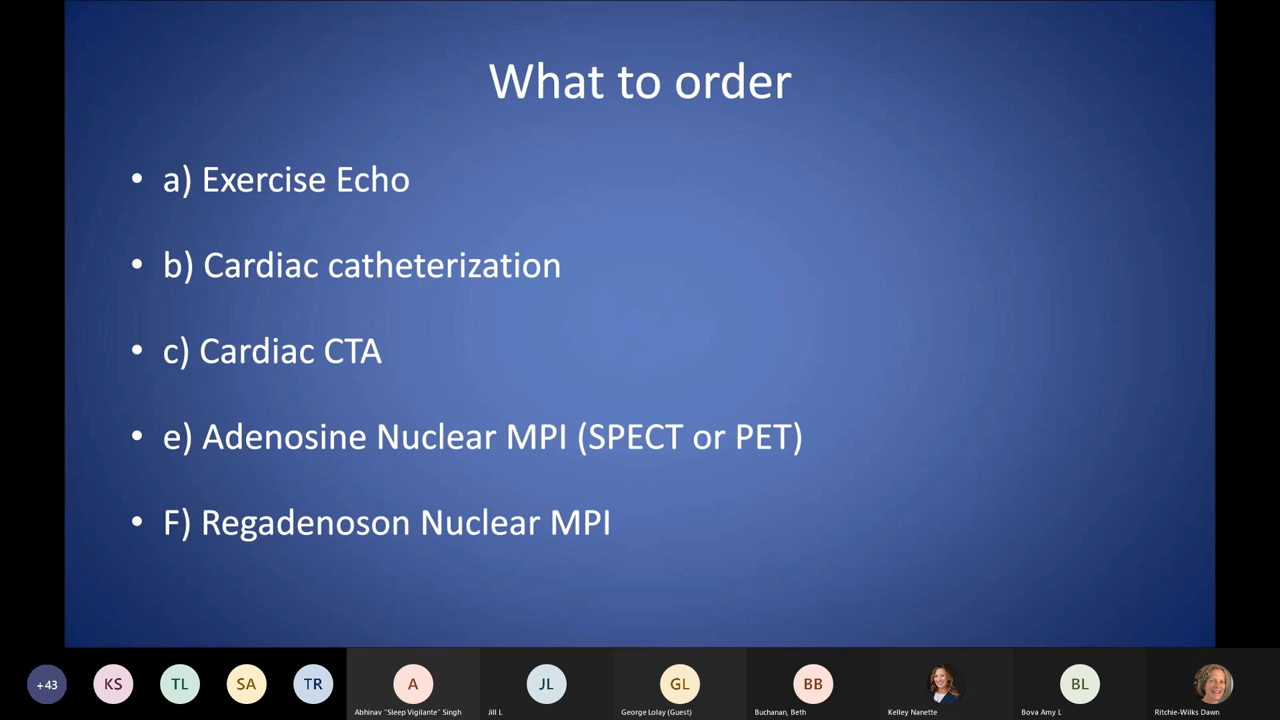 What to order
• a) Exercise Echo
• b) Cardiac catheterization
• c) Cardiac CTA
• e) Adenosine Nuclear MPI (SPECT or PET)
• F) Regadenoson Nuclear MPI
+43 KS TL SA TR A JL GL BB BL
Abhinav "Sleep Vigilante" Singh Jill L George Lolay (Guest) Buchanan, Beth Kelley Nanette Bova Amy L Ritchie-Wilks Dawn